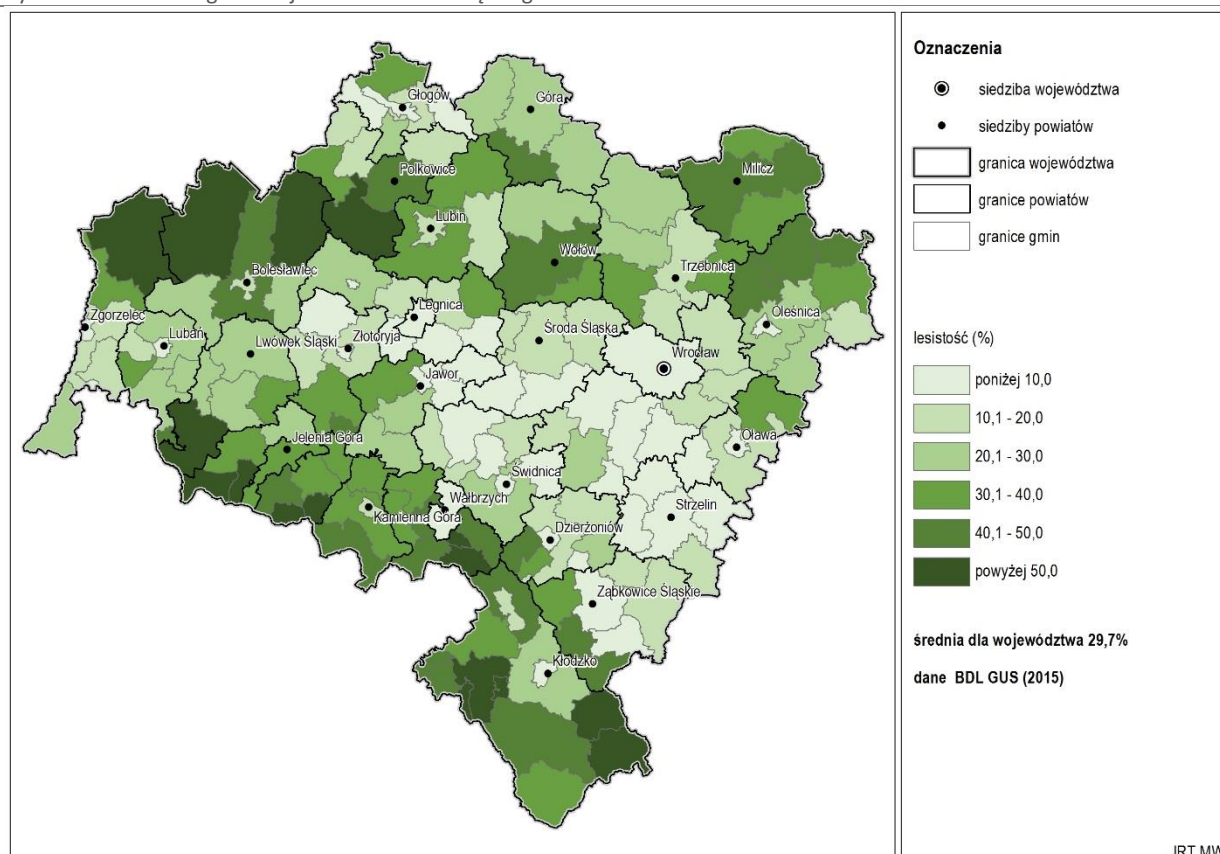 Głogów
Góra
Polkowice
Milicz
Lubin
Wołów
Bolesławiec
Trzebnica
Zgorzelec
Legnica
Oleśnica
Lubań
Środa Śląska
Lwówek Śląski
Złotoryja
Wrocław
Jawor
Jelenia Góra
Oława
Świdnica
Wałbrzych
Kamienna Góra
Strzelin
Dzierżoniów
Ząbkowice Śląskie
Kłodzko
Oznaczenia
siedziba województwa
siedziby powiatów
granica województwa
granice powiatów
granice gmin
lesistość (%)
poniżej 10,0
10,1 - 20,0
20,1 - 30,0
30,1 - 40,0
40,1 - 50,0
powyżej 50,0
średnia dla województwa 29,7%
dane BDL GUS (2015)